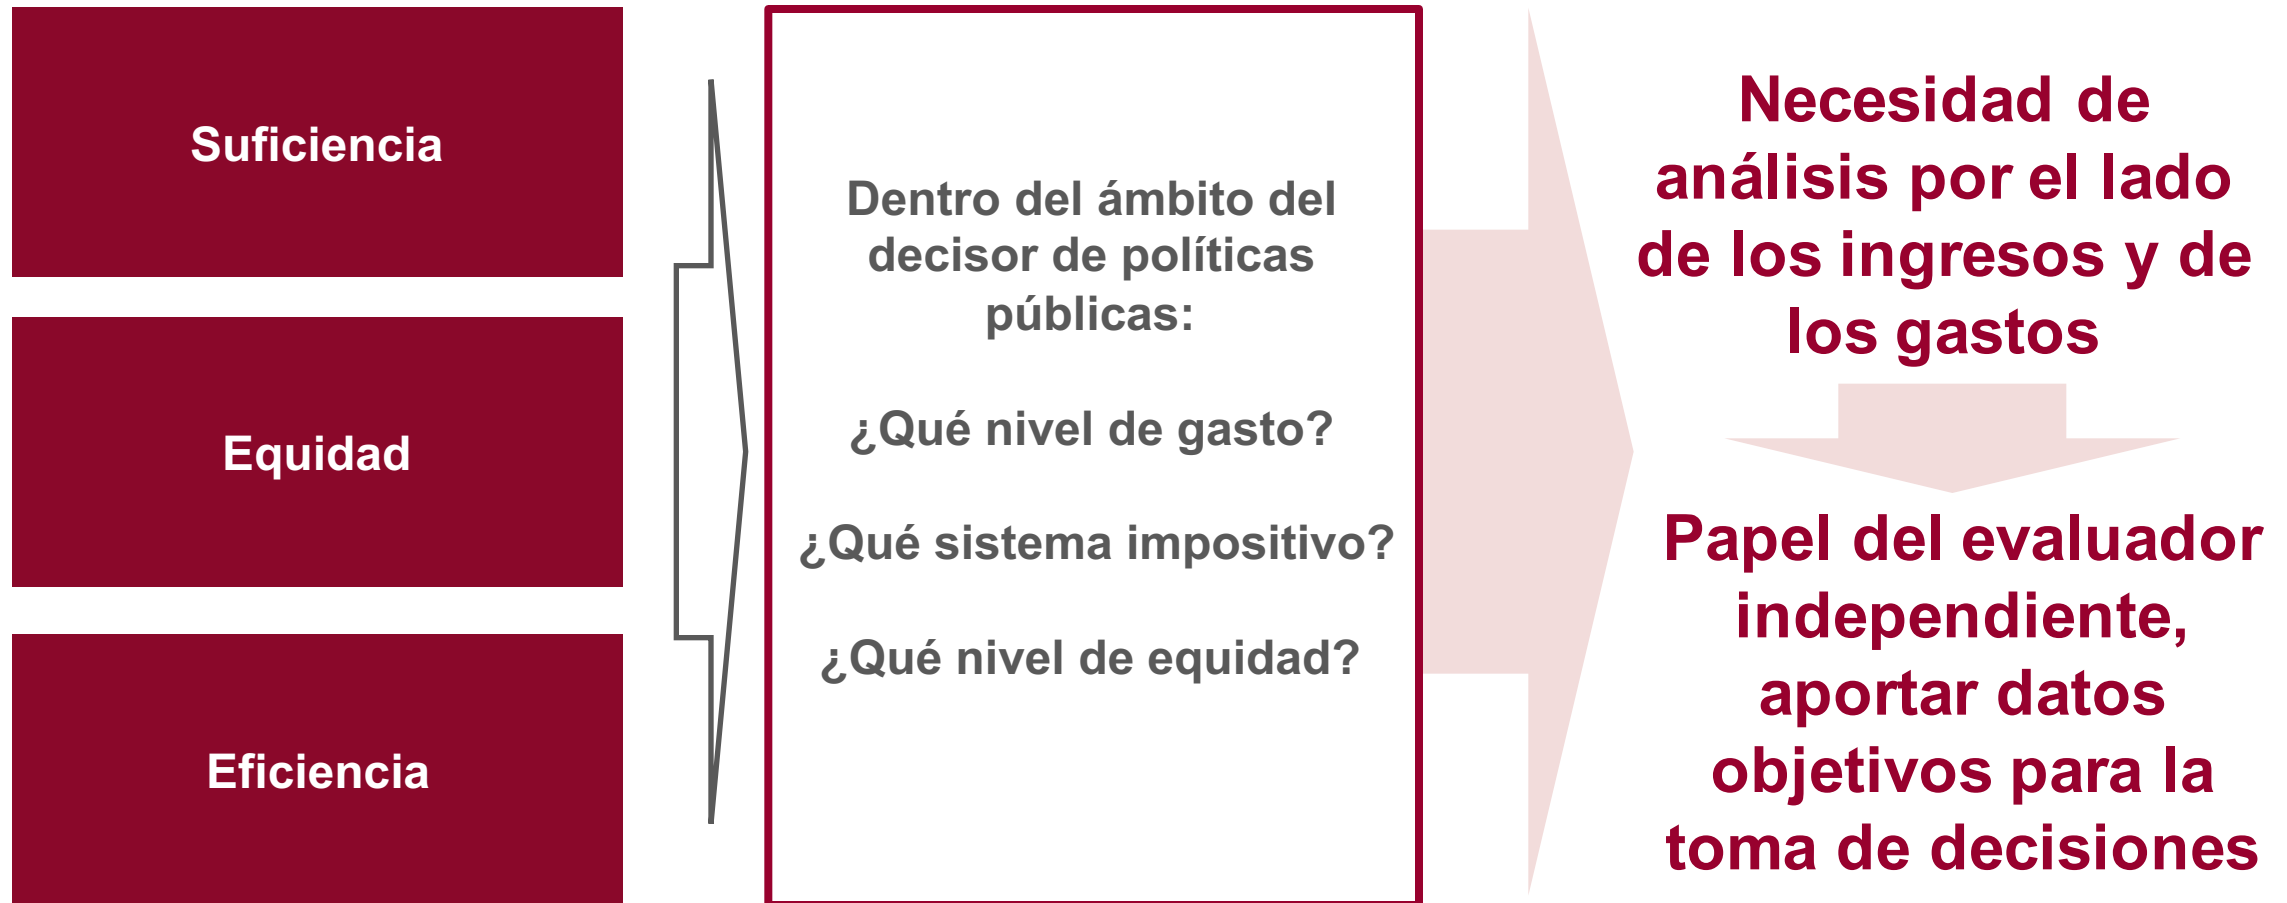 Suficiencia
Equidad
Eficiencia
Dentro del ámbito del
decisor de políticas
públicas:
¿Qué nivel de gasto?
¿Qué sistema impositivo?
¿Qué nivel de equidad?
Necesidad de
análisis por el lado
de los ingresos y de
los gastos
Papel del evaluador
independiente,
aportar datos
objetivos para la
toma de decisiones